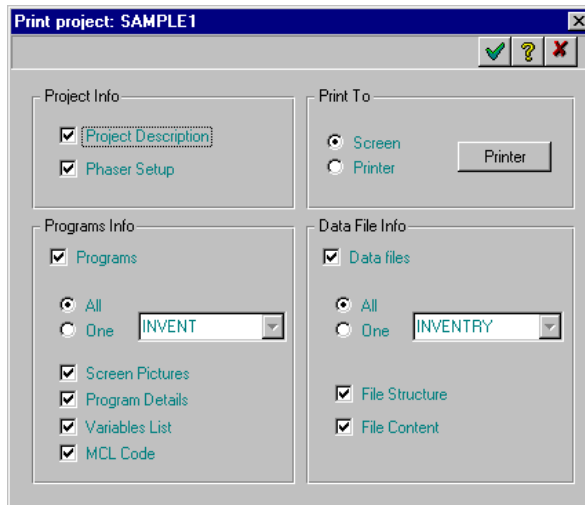 Print project: SAMPLE1
Project Info
Project Description
Phaser Setup
Print To
Screen
Printer
Printer
Programs Info
Programs
All
One INVENT
Screen Pictures
Program Details
Variables List
MCL Code
Data File Info
Data files
All
One INVENTRY
File Structure
File Content